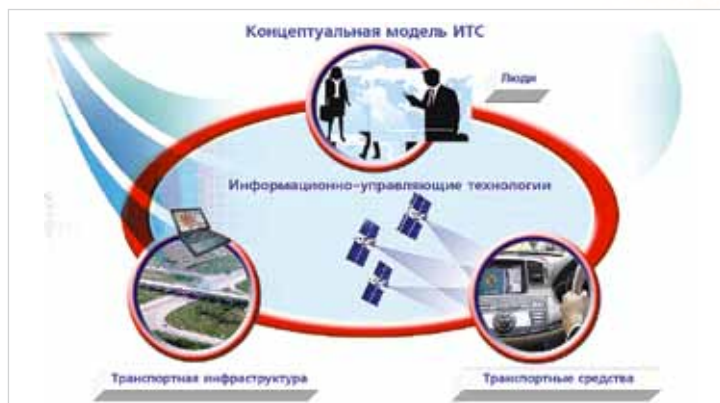 Концептуальная модель ИТС
Люди
Информационно-управляющие технологии
Транспортная инфраструктура
Транспортные средства